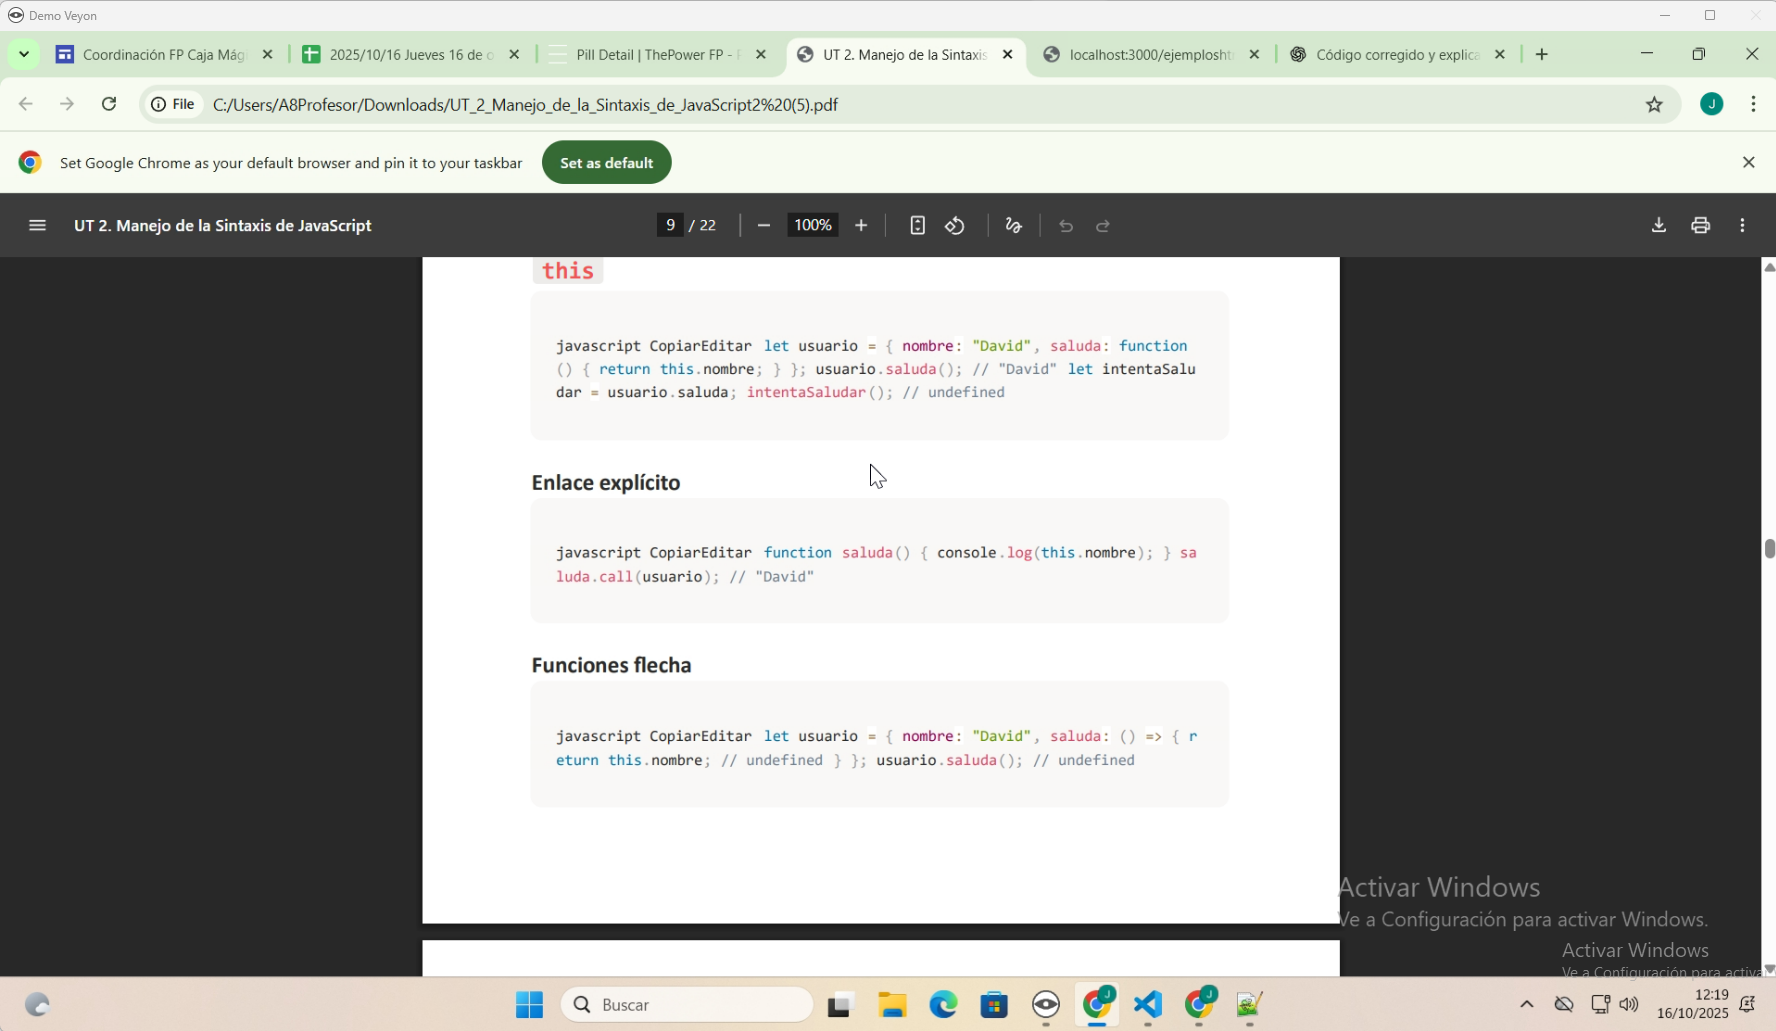 Demo Veyon
Coordinación FP Caja Mág
2025/10/16 Jueves 16 de o
Pill Detail | ThePower FP -
UT 2. Manejo de la Sintaxis
localhost:3000/ejemplosht
Código corregido y explica
File
C:/Users/A8Profesor/Downloads/UT_2_Manejo_de_la_Sintaxis_de_JavaScript2%20(5).pdf
J
Set Google Chrome as your default browser and pin it to your taskbar
Set as default
UT 2. Manejo de la Sintaxis de JavaScript
9 / 22
100%
this
javascript CopiarEditar let usuario = { nombre: "David", saluda: function
() { return this.nombre; } }; usuario.saluda(); // "David" let intentaSalu
dar = usuario.saluda; intentaSaludar(); // undefined
Enlace explícito
javascript CopiarEditar function saluda() { console.log(this.nombre); } sa
luda.call(usuario); // "David"
Funciones flecha
javascript CopiarEditar let usuario = { nombre: "David", saluda: () => { r
eturn this.nombre; // undefined } }; usuario.saluda(); // undefined
Activar Windows
Ve a Configuración para activar Windows.
Activar Windows
Ve a Configuración para activa
Buscar
J
J
12:19
16/10/2025